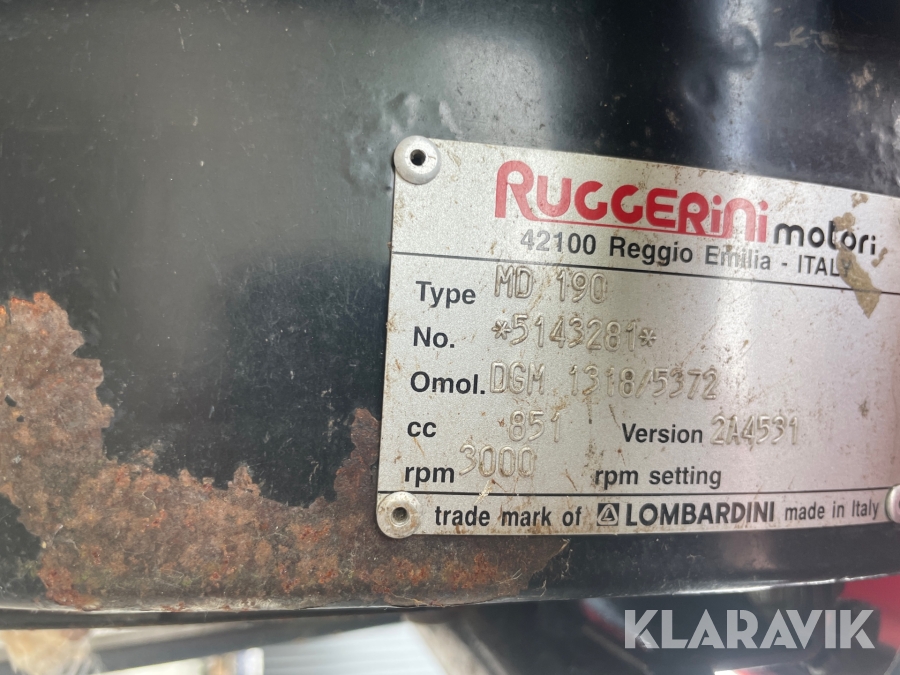 RUGGERiNi motori
42100 Reggio Emilia - ITALY
Type MD 190
No. *5143281*
Omol. DGM 1318/5372
cc 851 Version 2A4531
rpm 3000 rpm setting
trade mark of LOMBARDINI made in Italy
KLARAVIK